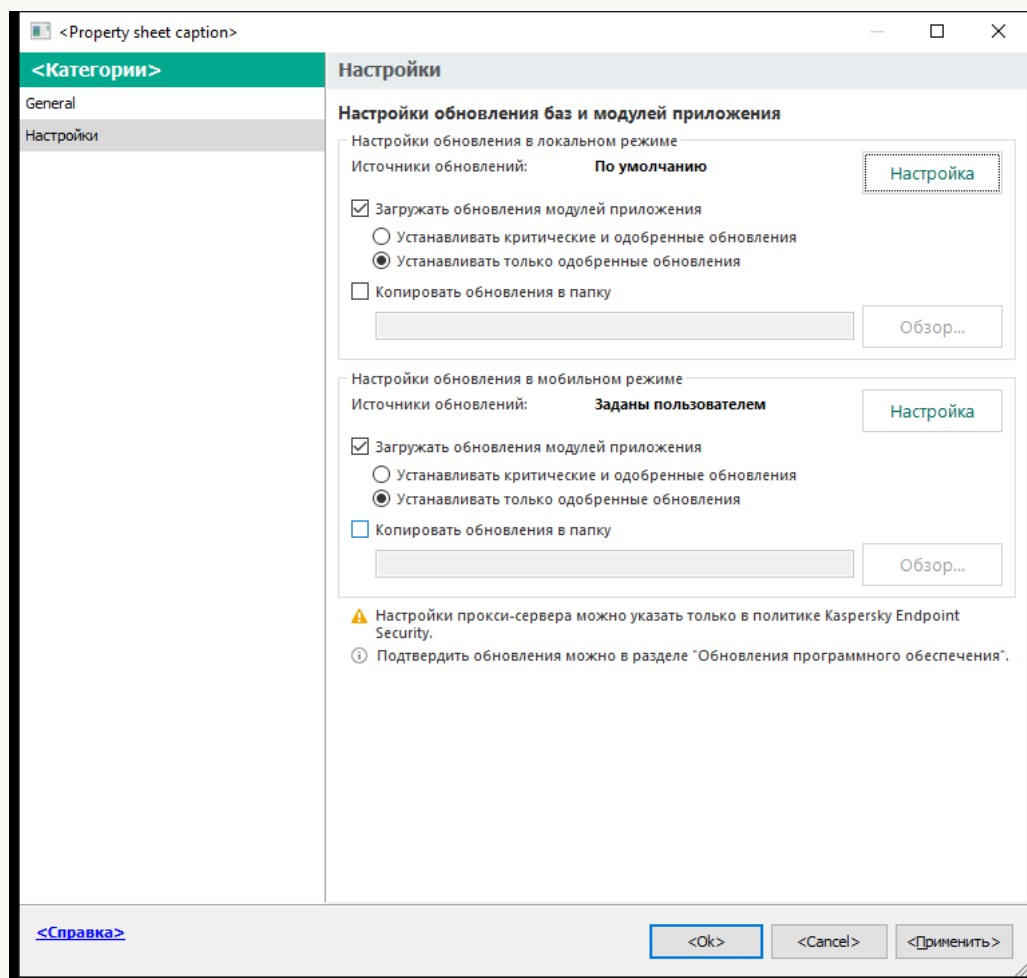 <Property sheet caption>
<Категории>
Настройки
General
Настройки
Настройки обновления баз и модулей приложения
Настройки обновления в локальном режиме
Источники обновлений: По умолчанию
Настройка
Загружать обновления модулей приложения
Устанавливать критические и одобренные обновления
Устанавливать только одобренные обновления
Копировать обновления в папку
Обзор...
Настройки обновления в мобильном режиме
Источники обновлений: Заданы пользователем
Настройка
Загружать обновления модулей приложения
Устанавливать критические и одобренные обновления
Устанавливать только одобренные обновления
Копировать обновления в папку
Обзор...
Настройки прокси-сервера можно указать только в политике Kaspersky Endpoint
Security.
Подтвердить обновления можно в разделе "Обновления программного обеспечения".
<Справка>
<Ok> <Cancel> <Применить>